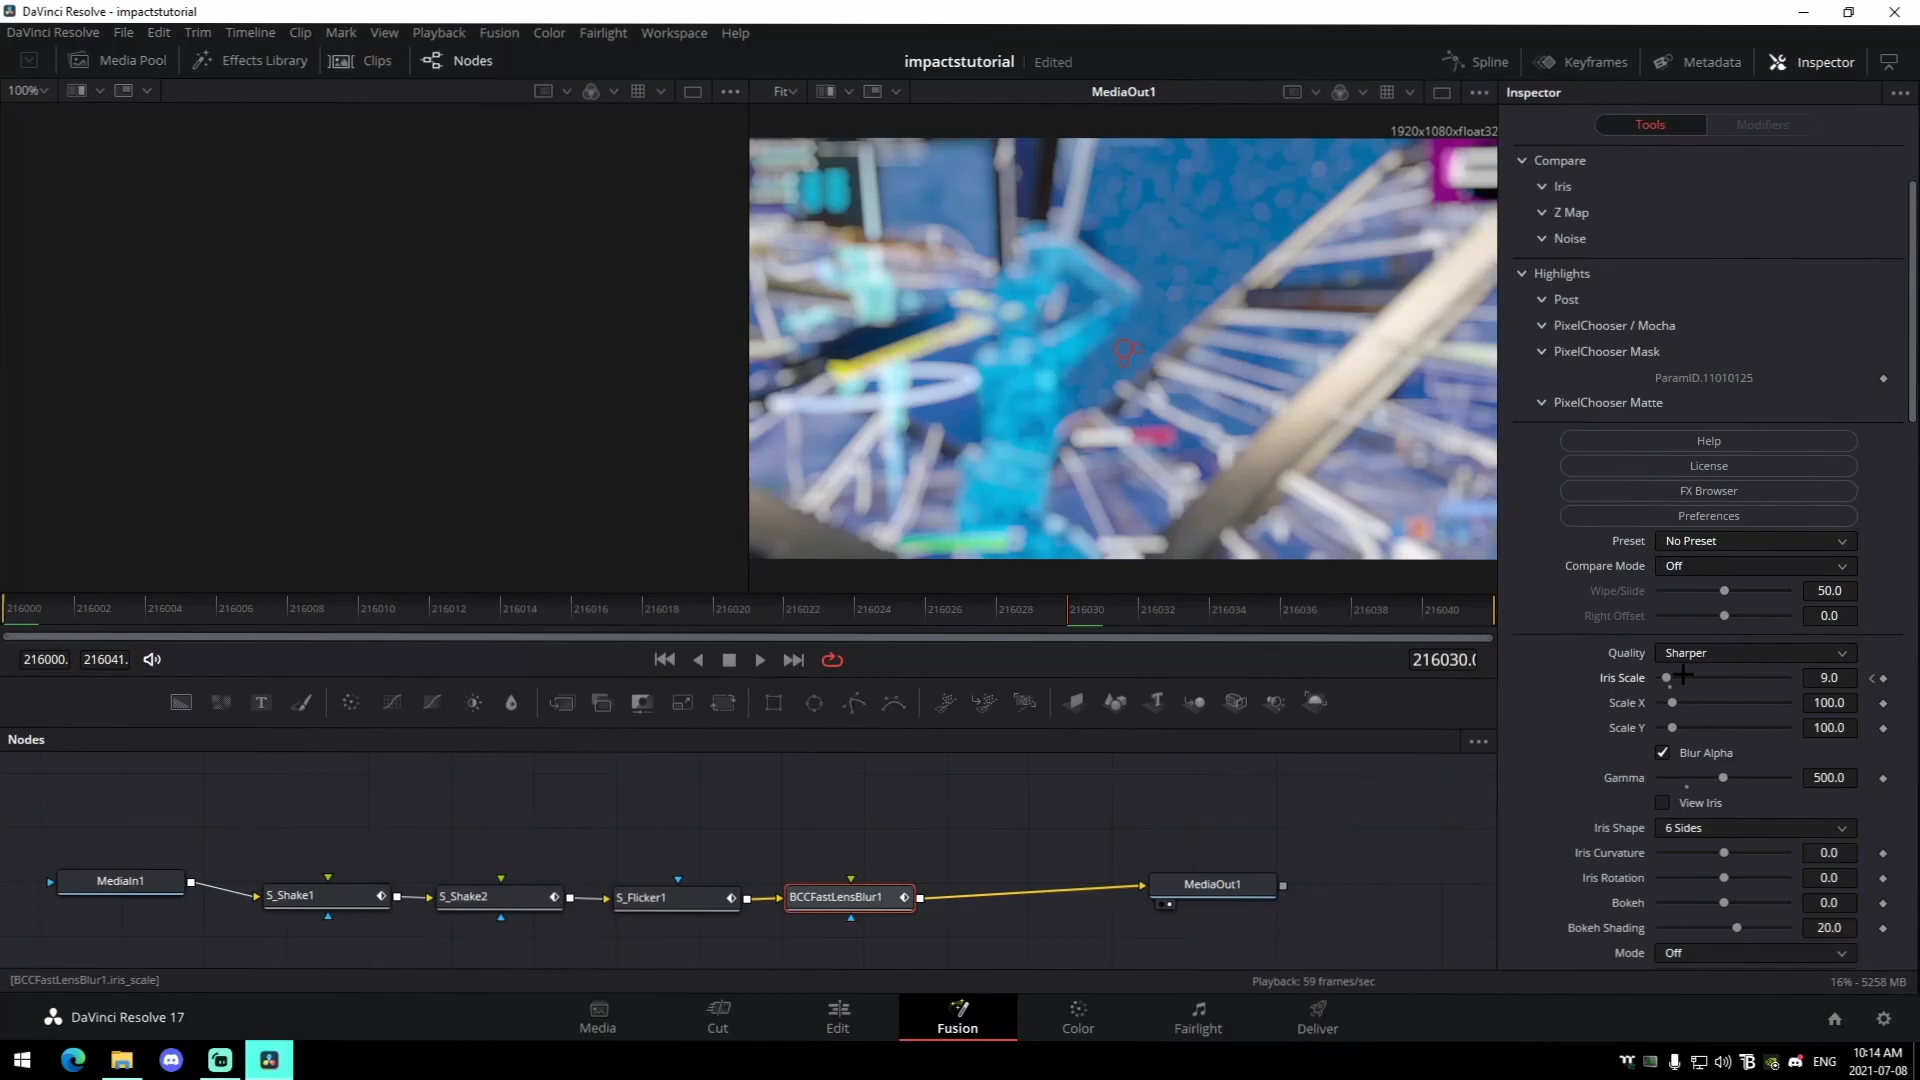 DaVinci Resolve - impactstutorial
DaVinci Resolve File Edit Trim Timeline Clip Mark View Playback Fusion Color Fairlight Workspace Help
Media Pool Effects Library Clips Nodes impactstutorial Edited Spline Keyframes Metadata Inspector
100% Fit MediaOut1 Inspector
1920x1080xfloat32
Tools Modifiers
Compare
Iris
Z Map
Noise
Highlights
Post
PixelChooser / Mocha
PixelChooser Mask
ParamID.11010125
PixelChooser Matte
Help
License
FX Browser
Preferences
Preset No Preset
Compare Mode Off
Wipe/Slide 50.0
Right Offset 0.0
Quality Sharper
Iris Scale 9.0
Scale X 100.0
Scale Y 100.0
Blur Alpha
Gamma 500.0
View Iris
Iris Shape 6 Sides
Iris Curvature 0.0
Iris Rotation 0.0
Bokeh 0.0
Bokeh Shading 20.0
Mode Off
216000 216002 216004 216006 216008 216010 216012 216014 216016 216018 216020 216022 216024 216026 216028 216030 216032 216034 216036 216038 216040
216000. 216041. 216030.0
Nodes
MediaIn1 S_Shake1 S_Shake2 S_Flicker1 BCCFastLensBlur1 MediaOut1
[BCCFastLensBlur1.iris_scale] Playback: 59 frames/sec 16% - 5258 MB
DaVinci Resolve 17 Media Cut Edit Fusion Color Fairlight Deliver
ENG 10:14 AM
2021-07-08